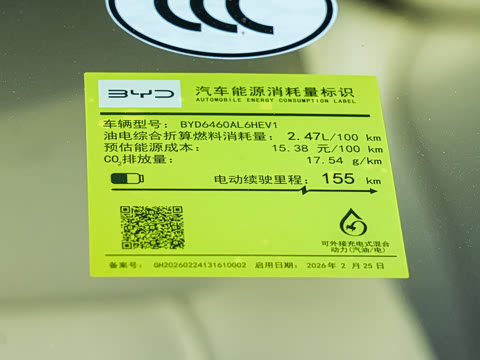 CCC
BYD 汽车能源消耗量标识
AUTOMOBILE ENERGY CONSUMPTION LABEL
车辆型号： BYD6460AL6HEV1
油电综合折算燃料消耗量： 2.47L/100 km
预估能源成本： 15.38 元/100 km
CO2排放量： 17.54 g/km
电动续驶里程： 155 km
可外接充电式混合
动力(汽油/电)
备案号： GH20260224131610002 启用日期： 2026 年 2 月 25 日